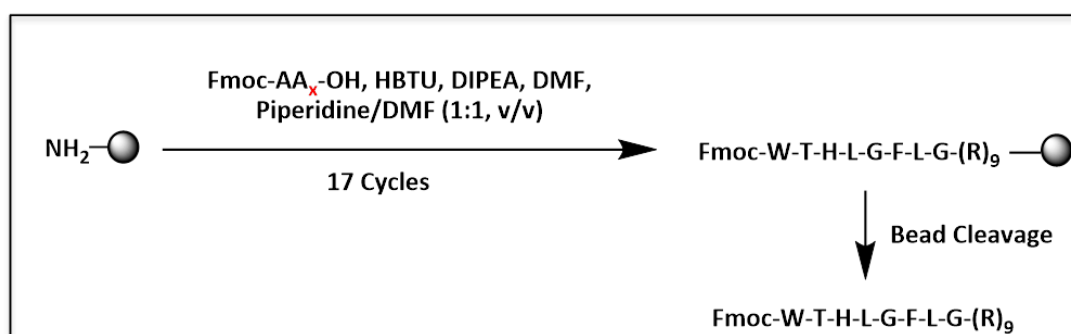 Fmoc-AAₓ-OH, HBTU, DIPEA, DMF,
Piperidine/DMF (1:1, v/v)
NH₂
17 Cycles
Fmoc-W-T-H-L-G-F-L-G-(R)₉
Bead Cleavage
Fmoc-W-T-H-L-G-F-L-G-(R)₉